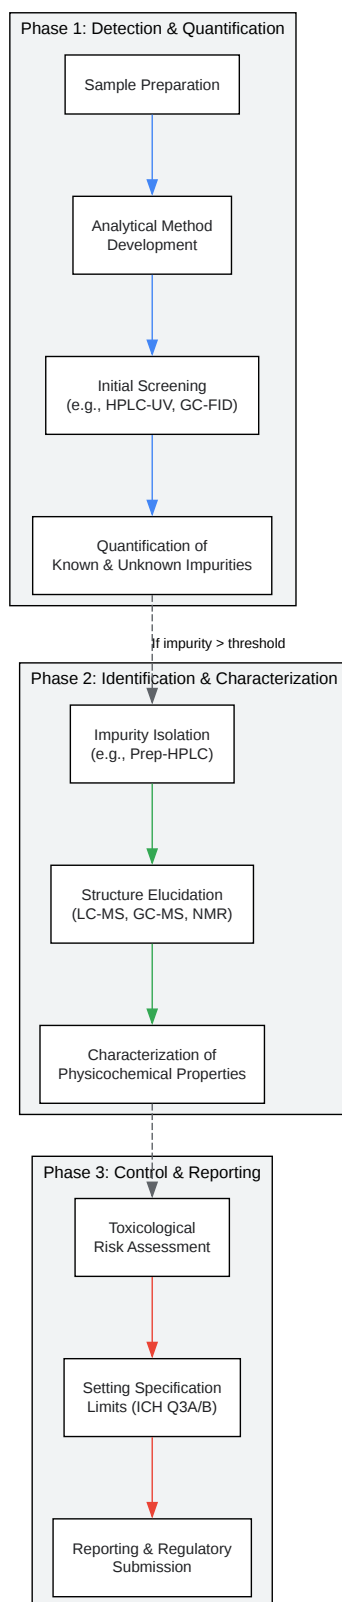 Phase 1: Detection & Quantification
Sample Preparation
Analytical Method
Development
Initial Screening
(e.g., HPLC-UV, GC-FID)
Quantification of
Known & Unknown Impurities
If impurity > threshold
Phase 2: Identification & Characterization
Impurity Isolation
(e.g., Prep-HPLC)
Structure Elucidation
(LC-MS, GC-MS, NMR)
Characterization of
Physicochemical Properties
Phase 3: Control & Reporting
Toxicological
Risk Assessment
Setting Specification
Limits (ICH Q3A/B)
Reporting & Regulatory
Submission